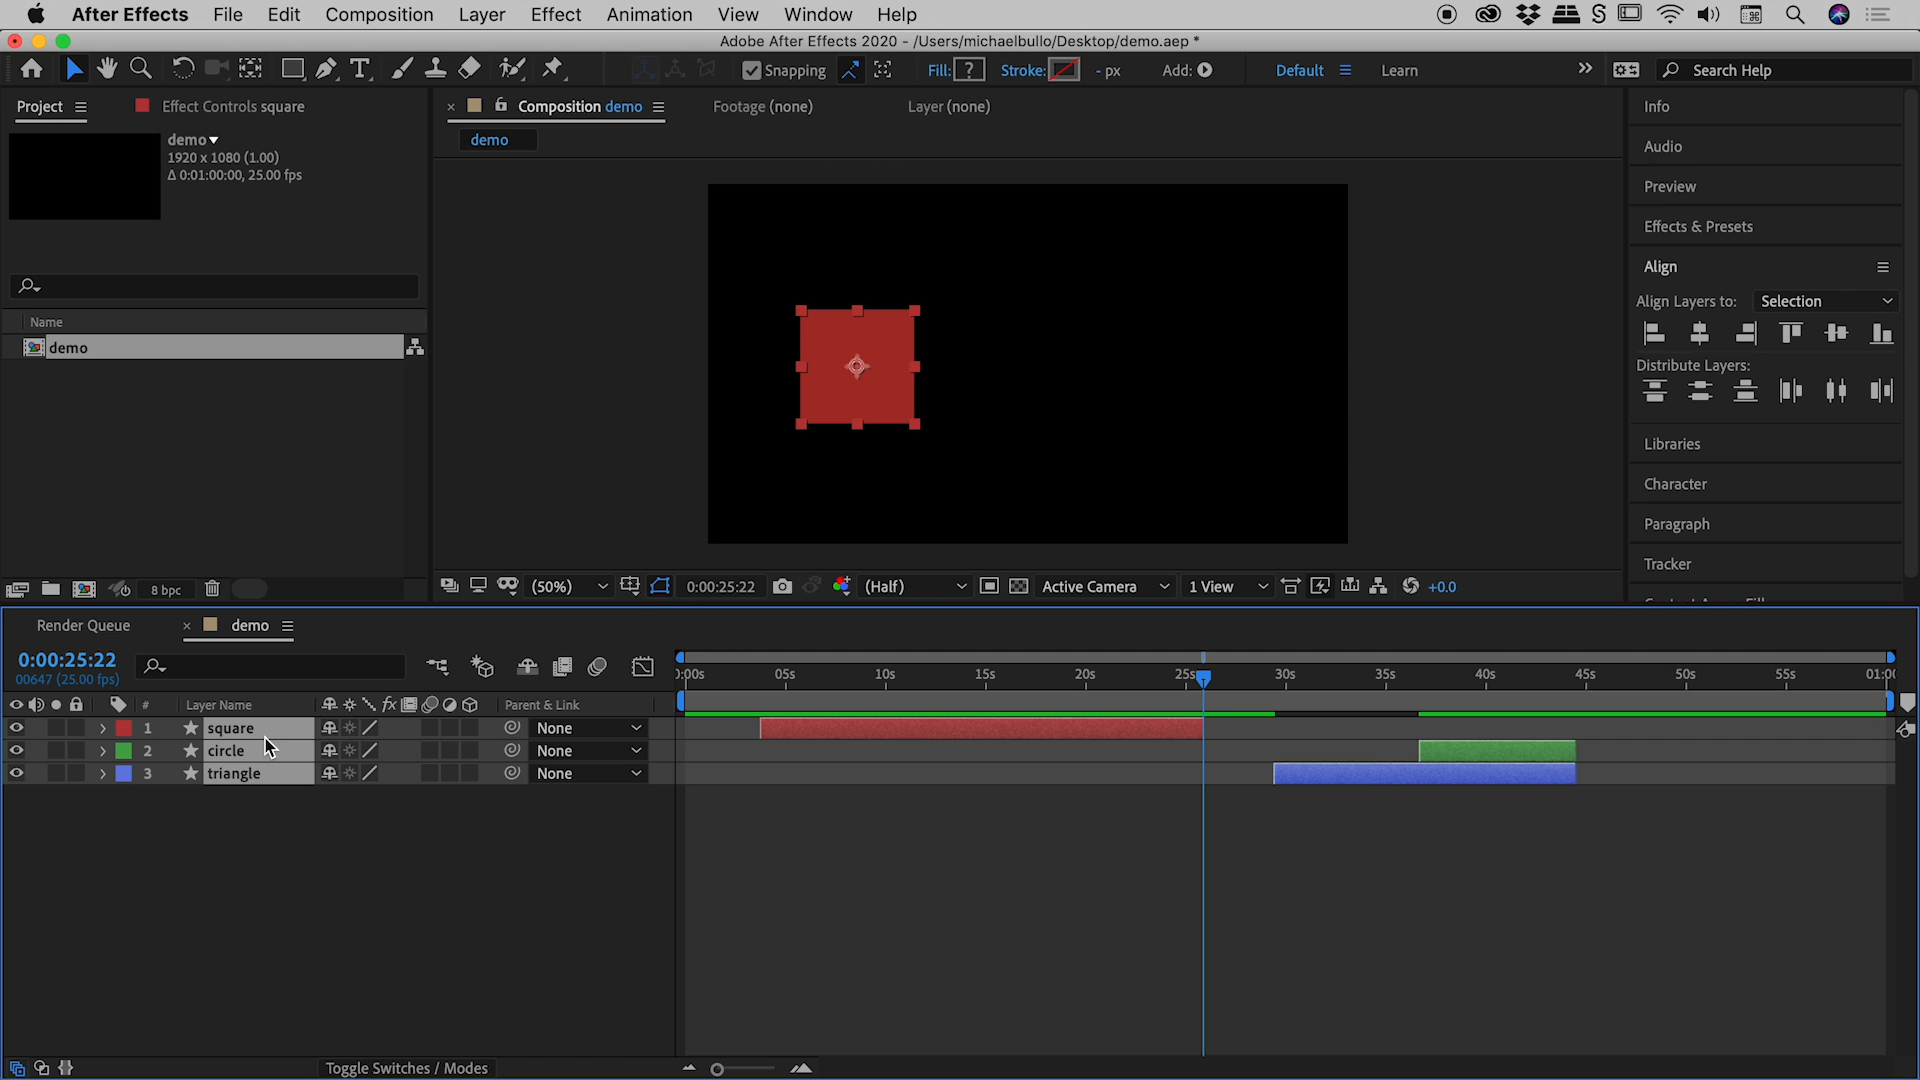 After Effects File Edit Composition Layer Effect Animation View Window Help
Adobe After Effects 2020 - /Users/michaelbullo/Desktop/demo.aep *
Snapping Fill: ? Stroke: - px Add: Default Learn Search Help
Project Effect Controls square Composition demo Footage (none) Layer (none) Info
demo
1920 x 1080 (1.00)
Δ 0:01:00:00, 25.00 fps
demo
Audio
Preview
Effects & Presets
Align
Align Layers to: Selection
Distribute Layers:
Libraries
Character
Paragraph
Tracker
Name
demo
8 bpc (50%) 0:00:25:22 (Half) Active Camera 1 View +0.0
Render Queue demo
0:00:25:22
00647 (25.00 fps)
0:00s 05s 10s 15s 20s 25s 30s 35s 40s 45s 50s 55s 01:00
# Layer Name fx Parent & Link
1 square None
2 circle None
3 triangle None
Toggle Switches / Modes